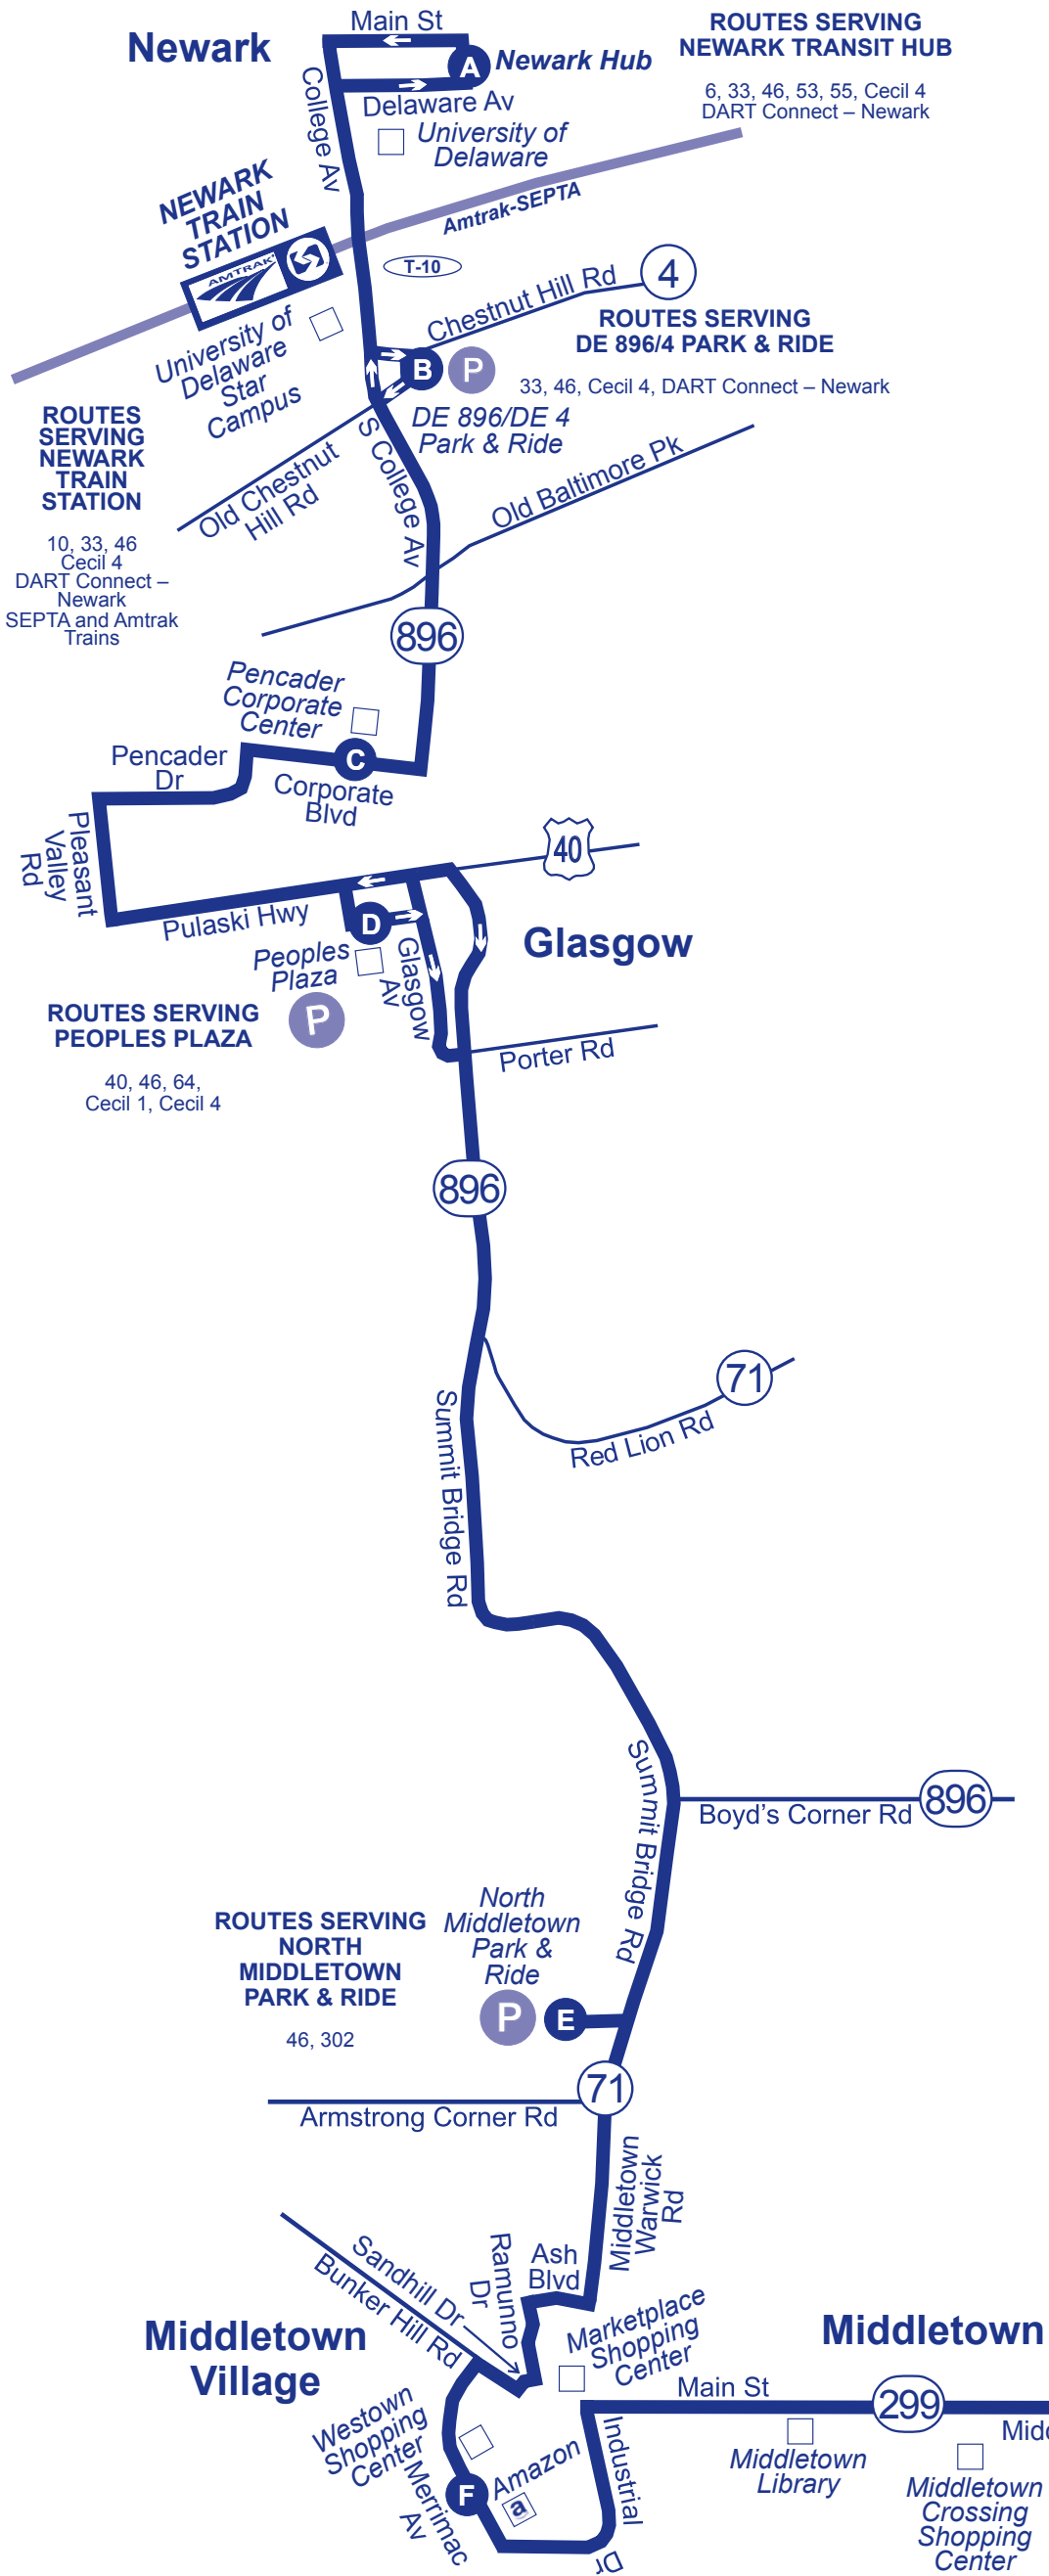 Newark
Main St
ROUTES SERVING
NEWARK TRANSIT HUB
6, 33, 46, 53, 55, Cecil 4
DART Connect – Newark
A
Newark Hub
College Av
Delaware Av
University of
Delaware
NEWARK
TRAIN
STATION
AMTRAK
Amtrak-SEPTA
T-10
Chestnut Hill Rd
4
ROUTES SERVING
DE 896/4 PARK & RIDE
33, 46, Cecil 4, DART Connect – Newark
University of
Delaware
Star
Campus
B
P
DE 896/DE 4
Park & Ride
ROUTES
SERVING
NEWARK
TRAIN
STATION
10, 33, 46
Cecil 4
DART Connect –
Newark
SEPTA and Amtrak
Trains
Old Chestnut
Hill Rd
S College Av
Old Baltimore Pk
896
Pencader
Corporate
Center
C
Pencader
Dr
Corporate
Blvd
Pleasant
Valley
Rd
40
Pulaski Hwy
D
Glasgow
Peoples
Plaza
P
Glasgow
Av
ROUTES SERVING
PEOPLES PLAZA
40, 46, 64,
Cecil 1, Cecil 4
Porter Rd
896
71
Red Lion Rd
Summit Bridge Rd
Summit Bridge Rd
896
Boyd's Corner Rd
North
Middletown
Park &
Ride
P
E
ROUTES SERVING
NORTH
MIDDLETOWN
PARK & RIDE
46, 302
71
Armstrong Corner Rd
Middletown
Warwick
Rd
Ash
Blvd
Ramunno
Dr
Sandhill Dr
Bunker Hill Rd
Middletown
Village
Marketplace
Shopping
Center
Middletown
Main St
299
Midd
Westown
Shopping
Center
Amazon
a
F
Merrimac
Av
Industrial
Dr
Middletown
Library
Middletown
Crossing
Shopping
Center